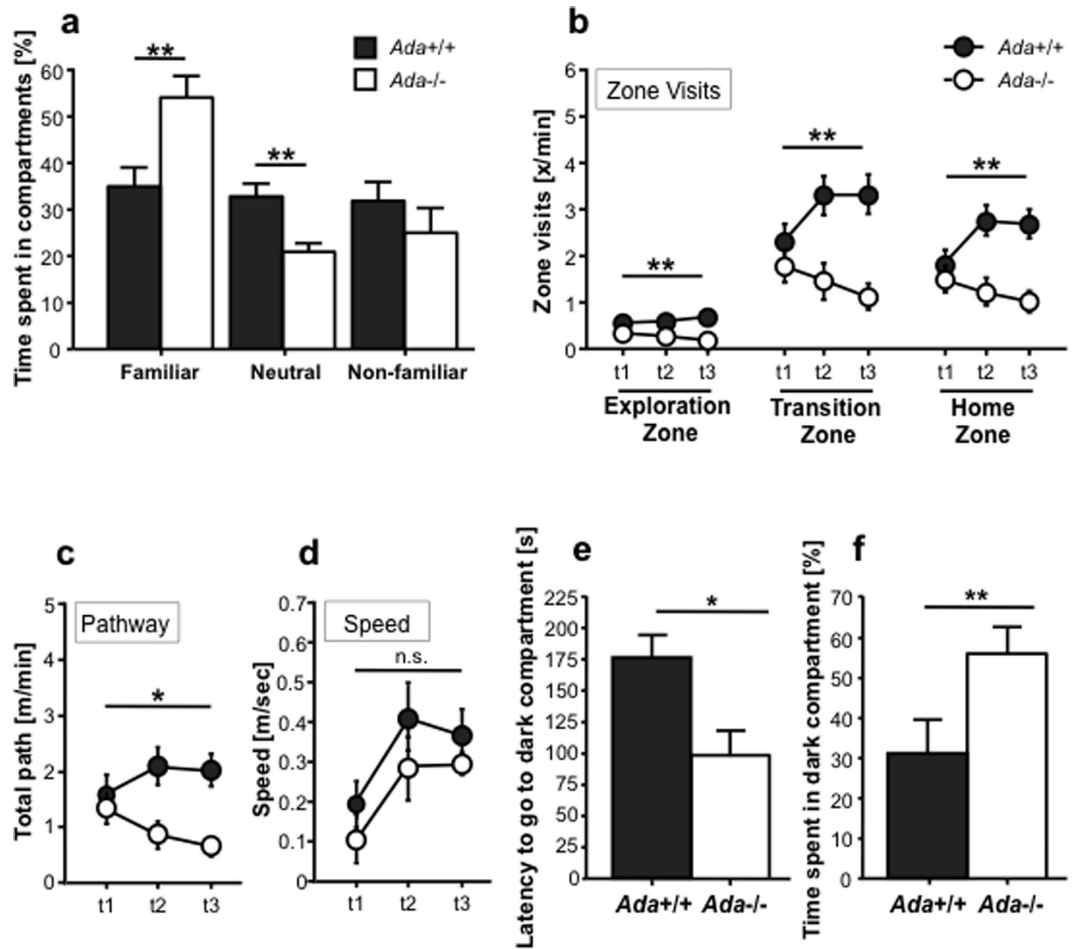 a
Time spent in compartments [%]
**
**
Ada+/+
Ada-/-
60
50
40
30
20
10
0
Familiar
Neutral
Non-familiar
b
Zone visits [x/min]
Zone Visits
Ada+/+
Ada-/-
**
**
**
6
5
4
3
2
1
0
t1 t2 t3
t1 t2 t3
t1 t2 t3
Exploration
Zone
Transition
Zone
Home
Zone
c
Total path [m/min]
Pathway
*
5
4
3
2
1
0
t1 t2 t3
d
Speed [m/sec]
Speed
n.s.
0.7
0.6
0.5
0.4
0.3
0.2
0.1
0
t1 t2 t3
e
Latency to go to dark compartment [s]
*
225
200
175
150
125
100
75
50
25
0
Ada+/+ Ada-/-
f
Time spent in dark compartment [%]
**
70
60
50
40
30
20
10
0
Ada+/+ Ada-/-